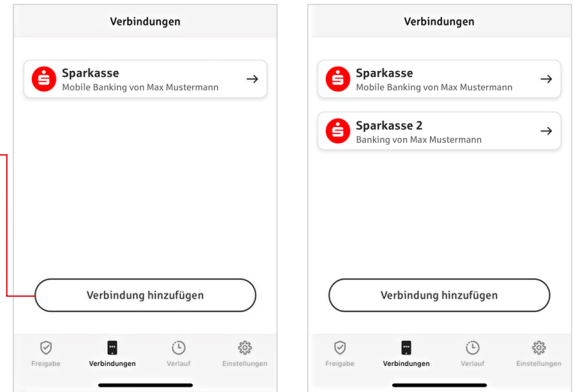 Verbindungen
Sparkasse
Mobile Banking von Max Mustermann
Verbindung hinzufügen
Freigabe Verbindungen Verlauf Einstellungen
Verbindungen
Sparkasse
Mobile Banking von Max Mustermann
Sparkasse 2
Banking von Max Mustermann
Verbindung hinzufügen
Freigabe Verbindungen Verlauf Einstellungen